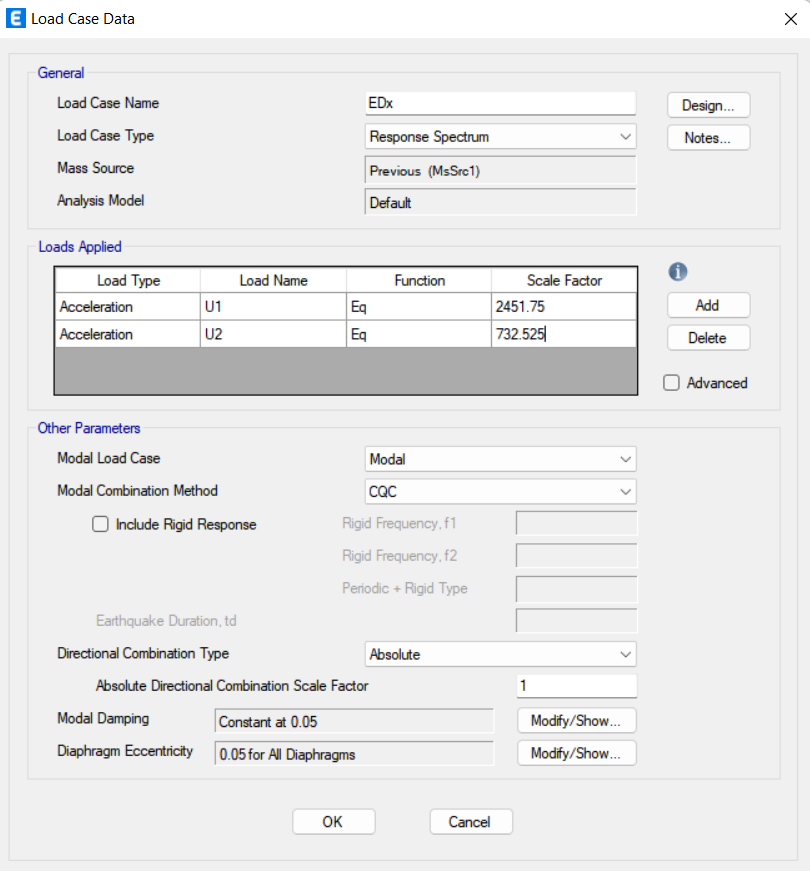 E Load Case Data
General
Load Case Name EDx Design...
Load Case Type Response Spectrum Notes...
Mass Source Previous (MsSrc1)
Analysis Model Default
Loads Applied
Load Type Load Name Function Scale Factor
Acceleration U1 Eq 2451.75 Add
Acceleration U2 Eq 732.525 Delete
Advanced
Other Parameters
Modal Load Case Modal
Modal Combination Method CQC
Include Rigid Response Rigid Frequency, f1
Rigid Frequency, f2
Periodic + Rigid Type
Earthquake Duration, td
Directional Combination Type Absolute
Absolute Directional Combination Scale Factor 1
Modal Damping Constant at 0.05 Modify/Show...
Diaphragm Eccentricity 0.05 for All Diaphragms Modify/Show...
OK Cancel